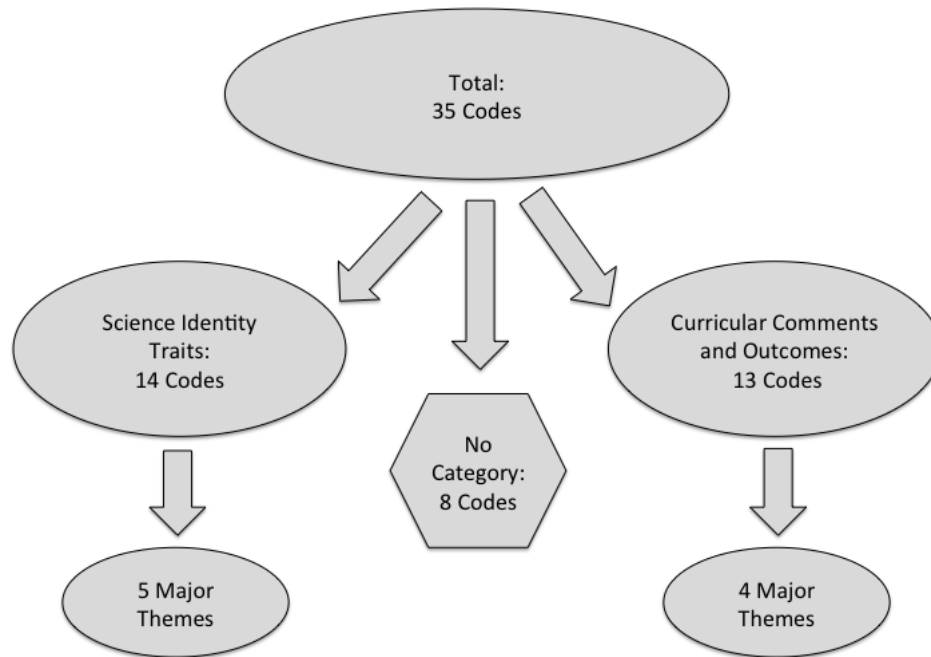 Total:
35 Codes
Science Identity
Traits:
14 Codes
Curricular Comments
and Outcomes:
13 Codes
No
Category:
8 Codes
5 Major
Themes
4 Major
Themes